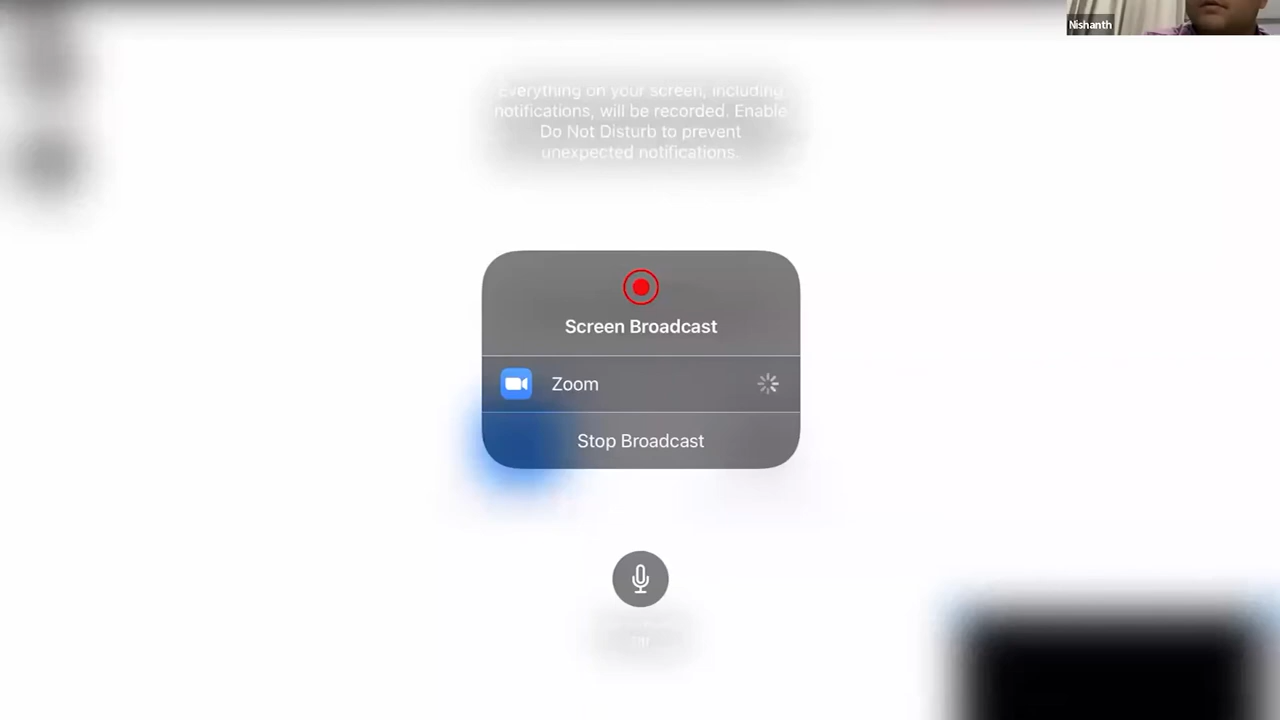 Nishanth
Everything on your screen, including
notifications, will be recorded. Enable
Do Not Disturb to prevent
unexpected notifications.
Screen Broadcast
Zoom
Stop Broadcast